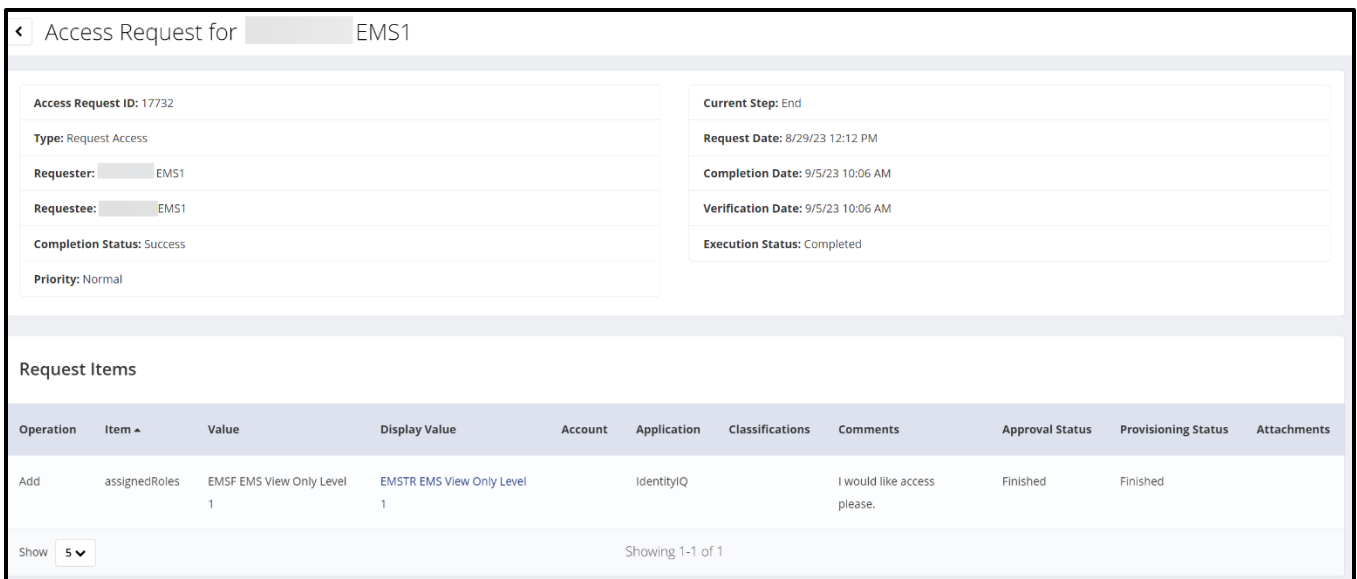 Access Request for EMS1
Access Request ID: 17732
Type: Request Access
Requester: EMS1
Requestee: EMS1
Completion Status: Success
Priority: Normal
Current Step: End
Request Date: 8/29/23 12:12 PM
Completion Date: 9/5/23 10:06 AM
Verification Date: 9/5/23 10:06 AM
Execution Status: Completed
Request Items
Operation Item Value Display Value Account Application Classifications Comments Approval Status Provisioning Status Attachments
Add assignedRoles EMSF EMS View Only Level EMSTR EMS View Only Level IdentityIQ I would like access Finished Finished
1 1 please.
Show 5 Showing 1-1 of 1